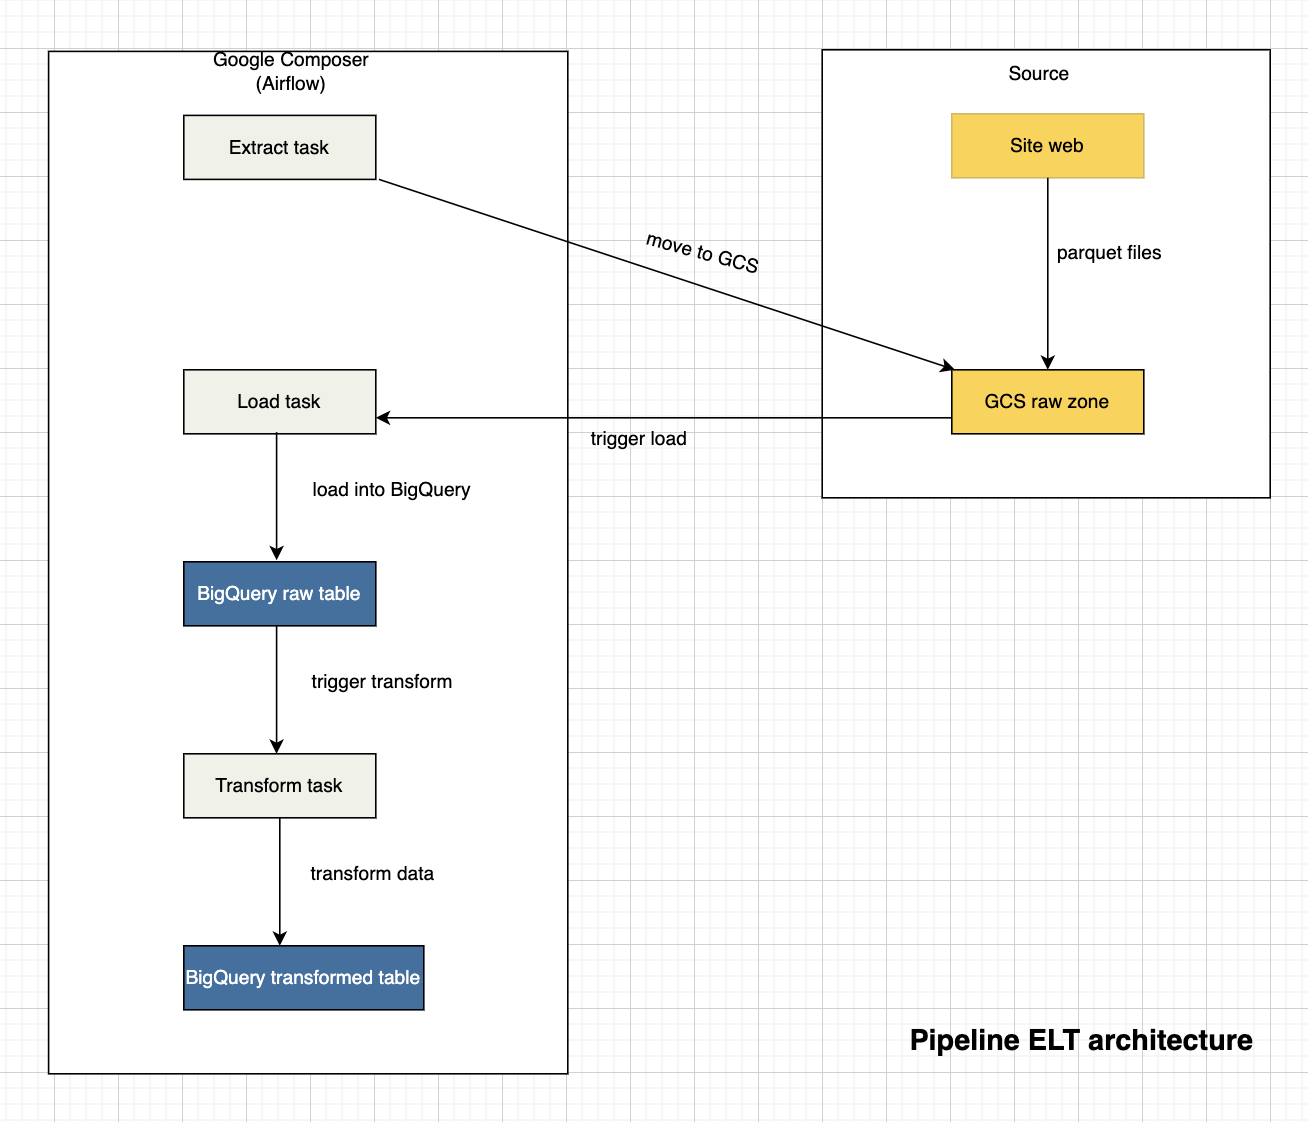 Google Composer
(Airflow)
Extract task
Load task
load into BigQuery
BigQuery raw table
trigger transform
Transform task
transform data
BigQuery transformed table
move to GCS
trigger load
Source
Site web
parquet files
GCS raw zone
Pipeline ELT architecture